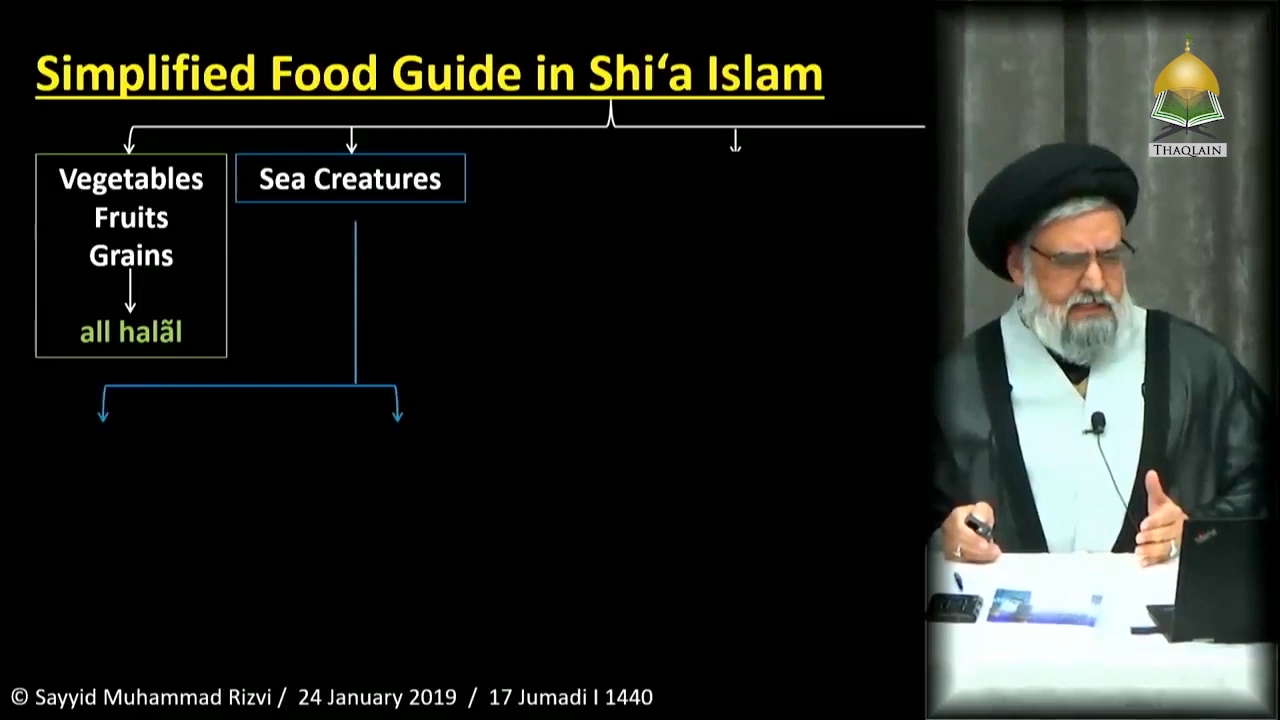 Simplified Food Guide in Shi‘a Islam
Vegetables
Fruits
Grains
all halãl
Sea Creatures
THAQLAIN
© Sayyid Muhammad Rizvi / 24 January 2019 / 17 Jumadi I 1440